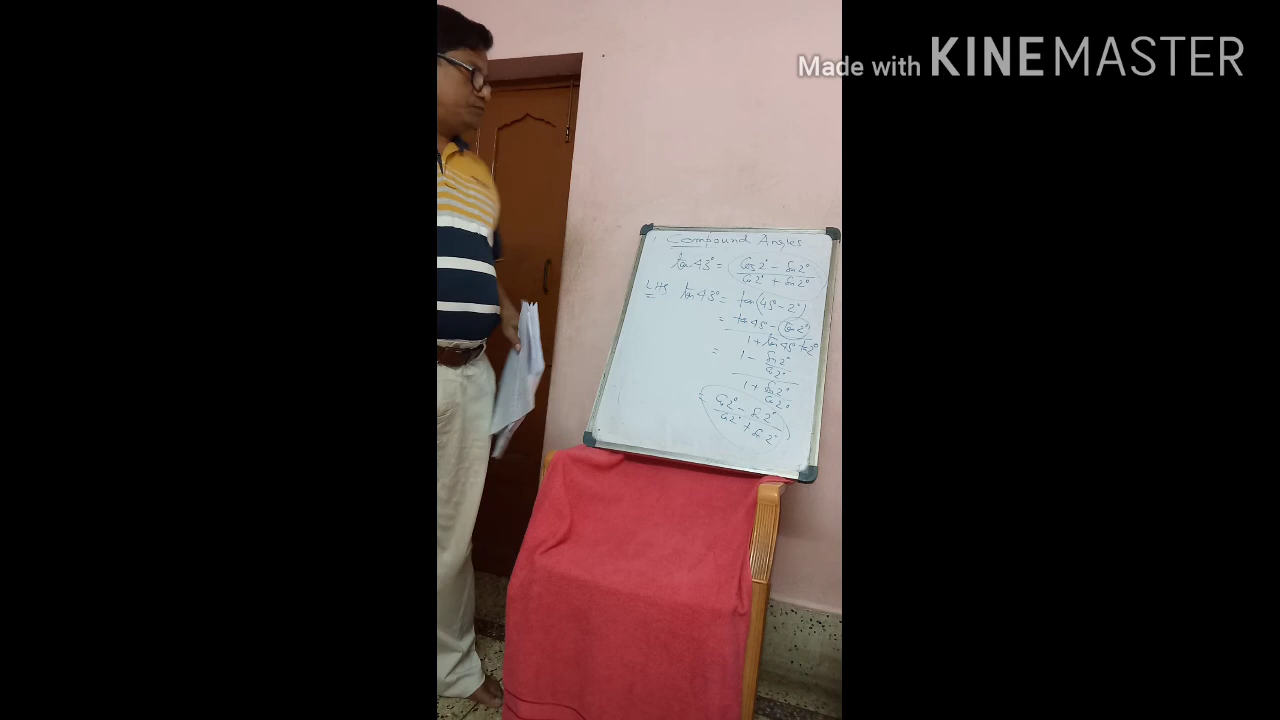 Made with KINEMASTER
Compound Angles
tan 43° = Cos 2° - Sin 2° / Cos 2° + Sin 2°
LHS tan 43° = tan (45° - 2°)
= tan 45° - tan 2° / 1 + tan 45° tan 2°
= 1 - Sin 2° / Cos 2° / 1 + Sin 2° / Cos 2°
= Cos 2° - Sin 2° / Cos 2° + Sin 2°